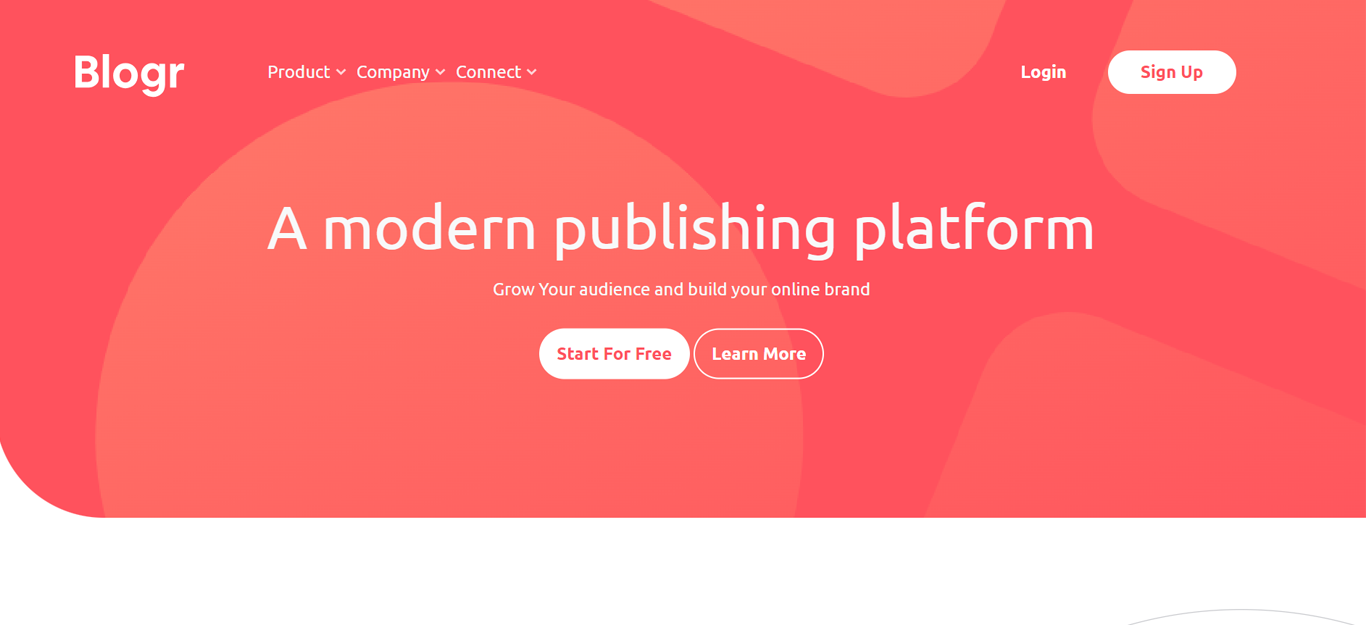 Blogr Product Company Connect Login Sign Up
A modern publishing platform
Grow Your audience and build your online brand
Start For Free Learn More